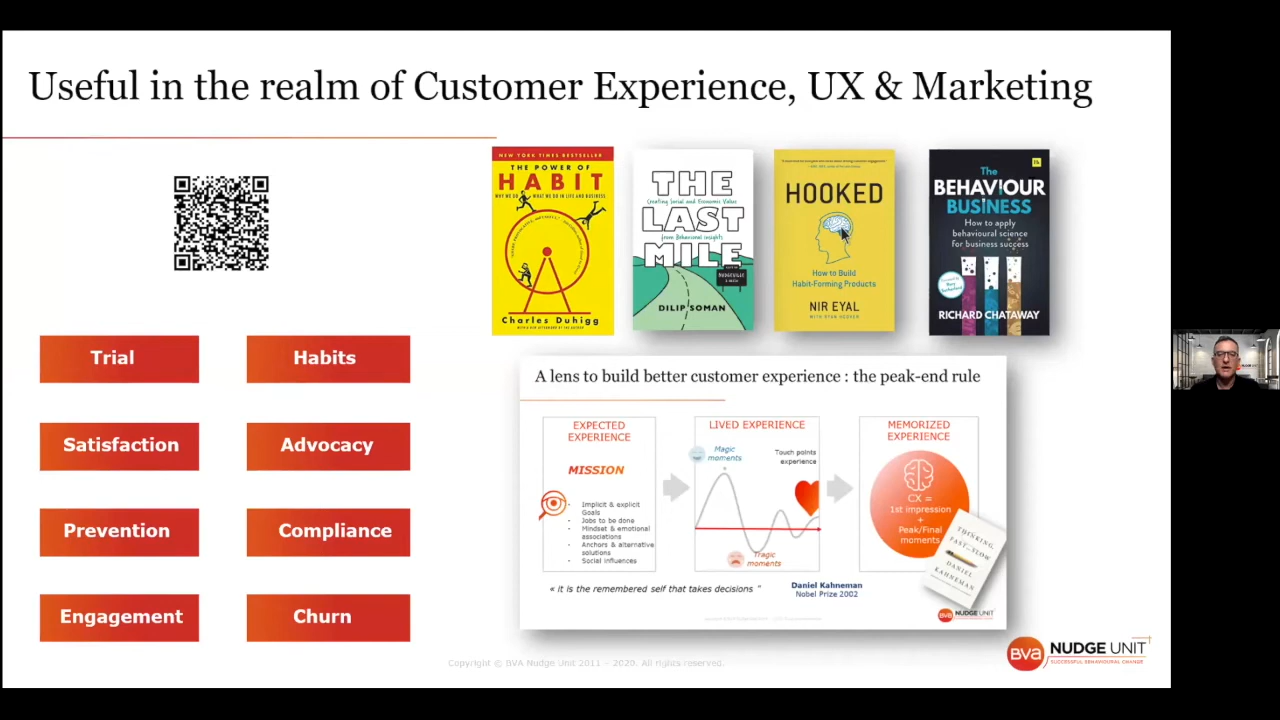 Useful in the realm of Customer Experience, UX & Marketing
NEW YORK TIMES BESTSELLER
THE POWER OF
HABIT
WHY WE DO WHAT WE DO IN LIFE AND BUSINESS
Charles Duhigg
THE
Creating Social and Economic Value
LAST
from Behavioral Insights
MILE
DILIP SOMAN
HOOKED
How to Build
Habit-Forming Products
NIR EYAL
WITH RYAN HOOVER
The
BEHAVIOUR
BUSINESS
How to apply
behavioural science
for business success
RICHARD CHATAWAY
Trial
Habits
Satisfaction
Advocacy
Prevention
Compliance
Engagement
Churn
A lens to build better customer experience : the peak-end rule
EXPECTED
EXPERIENCE
MISSION
- Implicit & explicit
Goals
- Jobs to be done
- Mindset & emotional
associations
- Anchors & alternative
solutions
- Social influences
LIVED EXPERIENCE
Magic
moments
Touch points
experience
Tragic
moments
MEMORIZED
EXPERIENCE
CX =
1st impression
+
Peak/Final
moments
THINKING,
FAST AND SLOW
DANIEL
KAHNEMAN
« it is the remembered self that takes decisions "
Daniel Kahneman
Nobel Prize 2002
BVA NUDGE UNIT
BVA NUDGE UNIT
SUCCESSFUL BEHAVIOURAL CHANGE
Copyright © BVA Nudge Unit 2011 – 2020. All rights reserved.